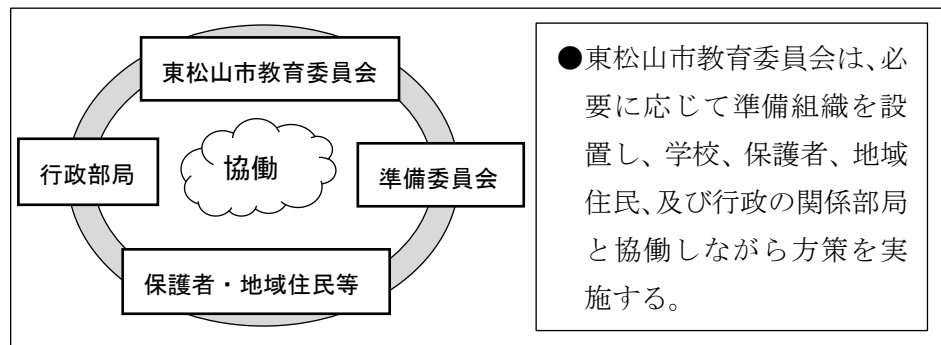 東松山市教育委員会
行政部局
協働
準備委員会
保護者・地域住民等
●東松山市教育委員会は、必
要に応じて準備組織を設
置し、学校、保護者、地域
住民、及び行政の関係部局
と協働しながら方策を実
施する。